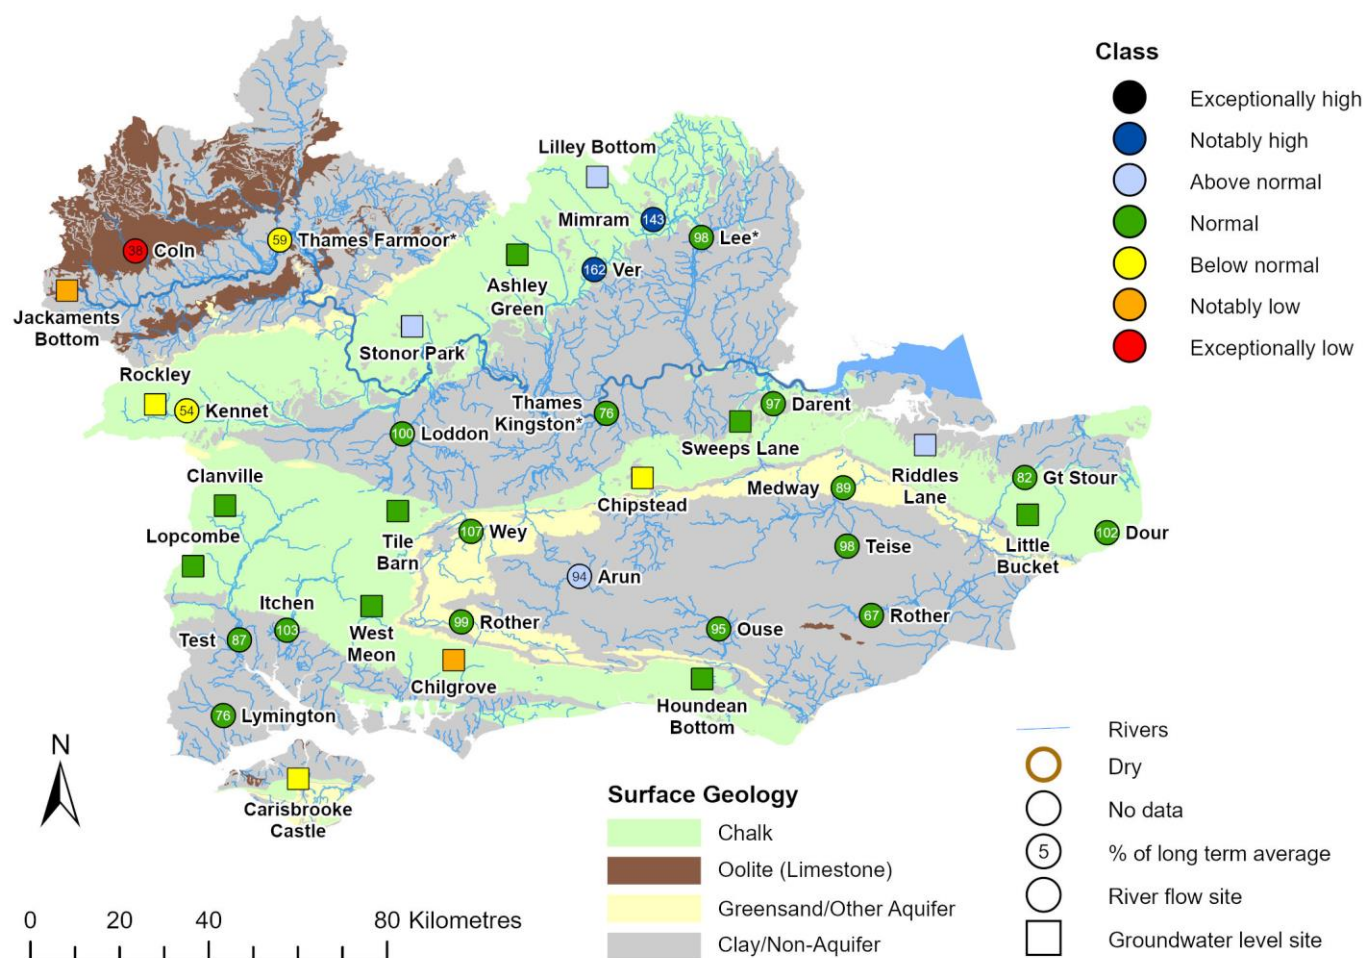 Class
Exceptionally high
Notably high
Above normal
Normal
Below normal
Notably low
Exceptionally low
Lilley Bottom
Mimram 143
98 Lee*
38 Coln
59 Thames Farmoor*
Ashley
Green
162 Ver
Jackaments
Bottom
Stonor Park
Rockley
54 Kennet
100 Loddon
Thames
Kingston* 76
97 Darent
Sweeps Lane
Riddles
Lane
Clanville
Chipstead
Medway 89
82 Gt Stour
Lopcombe
Tile
Barn
107 Wey
98 Teise
Little
Bucket
102 Dour
94 Arun
Itchen
103
Test 87
West
Meon
99 Rother
95 Ouse
67 Rother
Chilgrove
Houndean
Bottom
76 Lymington
N
Carisbrooke
Castle
0 20 40 80 Kilometres
Surface Geology
Chalk
Oolite (Limestone)
Greensand/Other Aquifer
Clay/Non-Aquifer
Rivers
Dry
No data
5 % of long term average
River flow site
Groundwater level site